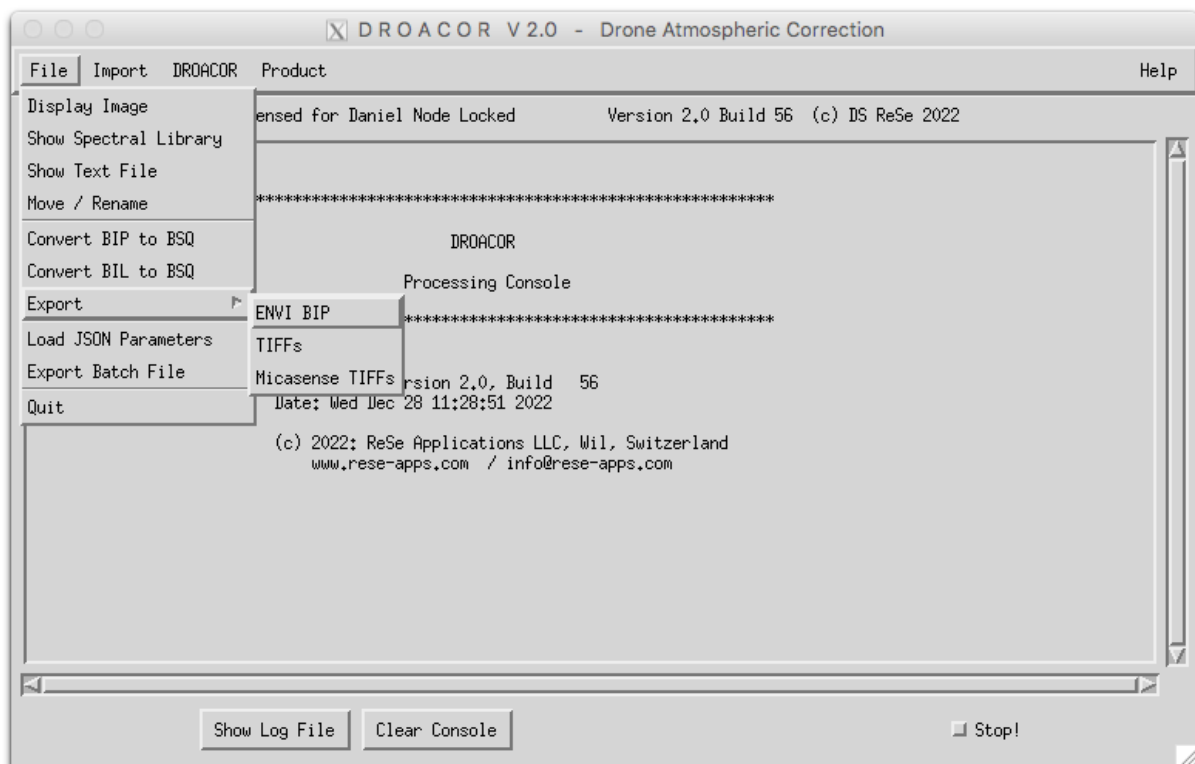 DROACOR V 2.0 - Drone Atmospheric Correction
File Import DROACOR Product Help
Display Image
Show Spectral Library
Show Text File
Move / Rename
Convert BIP to BSQ
Convert BIL to BSQ
Export
Load JSON Parameters
Export Batch File
Quit
ENVI BIP
TIFFs
Micasense TIFFs
for Daniel Node Locked Version 2.0 Build 56 (c) DS ReSe 2022
*********************************************************
DROACOR
Processing Console
*****************************************
2.0, Build 56
Date: Wed Dec 28 11:28:51 2022
(c) 2022: ReSe Applications LLC, Wil, Switzerland
www.rese-apps.com / info@rese-apps.com
Show Log File Clear Console Stop!